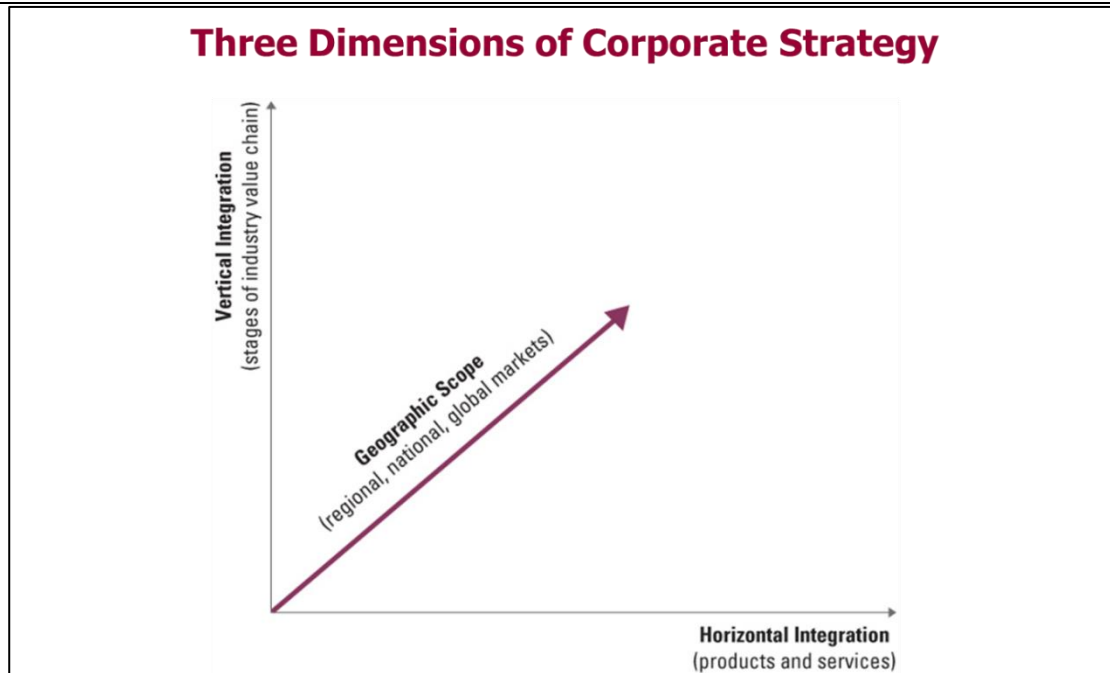 Three Dimensions of Corporate Strategy
Vertical Integration
(stages of industry value chain)
Geographic Scope
(regional, national, global markets)
Horizontal Integration
(products and services)